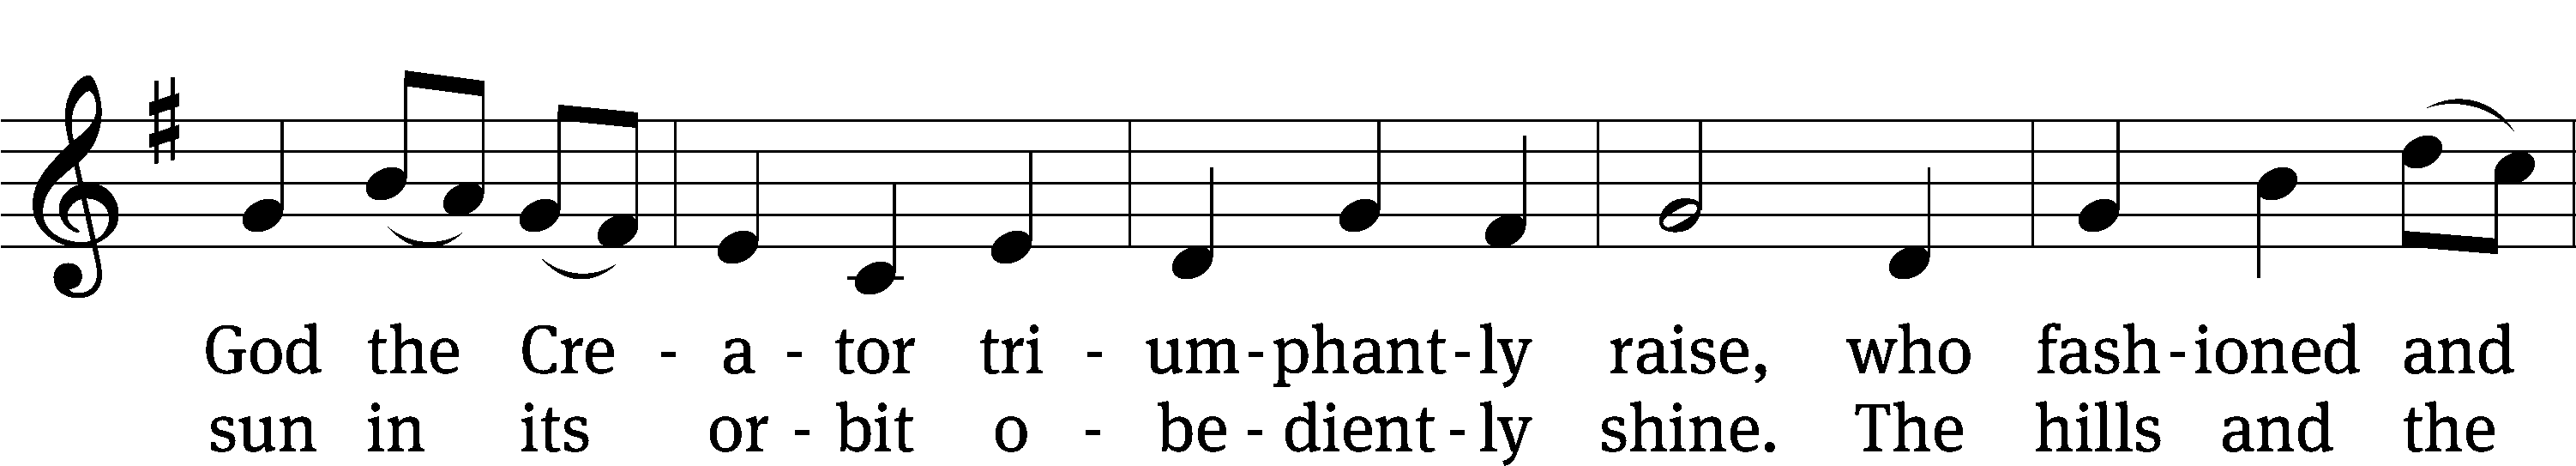 God the Cre - a - tor tri - um - phant - ly raise, who fash - ioned and
sun in its or - bit o - be - dient - ly shine. The hills and the